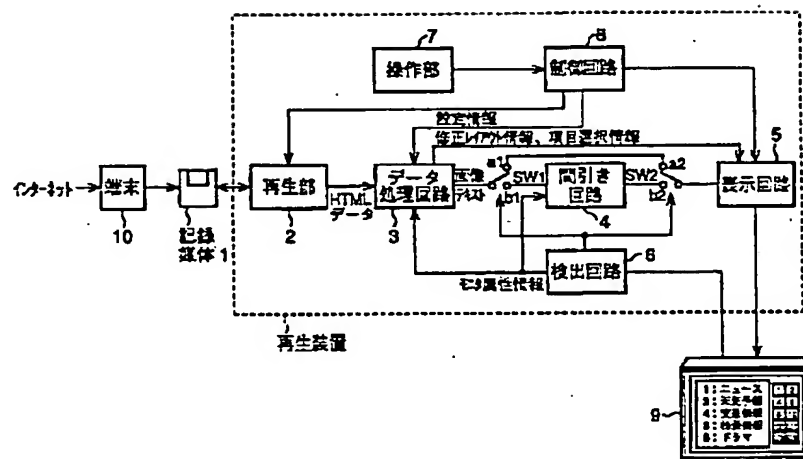 7
操作部
8
制御回路
設定情報
修正レイアウト情報、項目選択情報
5
インターネット
端末
10
記録
媒体1
再生部
2
HTML
データ
データ
処理回路
3
画像
テキスト
a1
b1
SW1
間引き
回路
4
SW2
a2
b2
表示回路
モニタ属性情報
検出回路
6
再生装置
9
1:ニュース
3:天気予報
4:交通情報
8:ドラマ